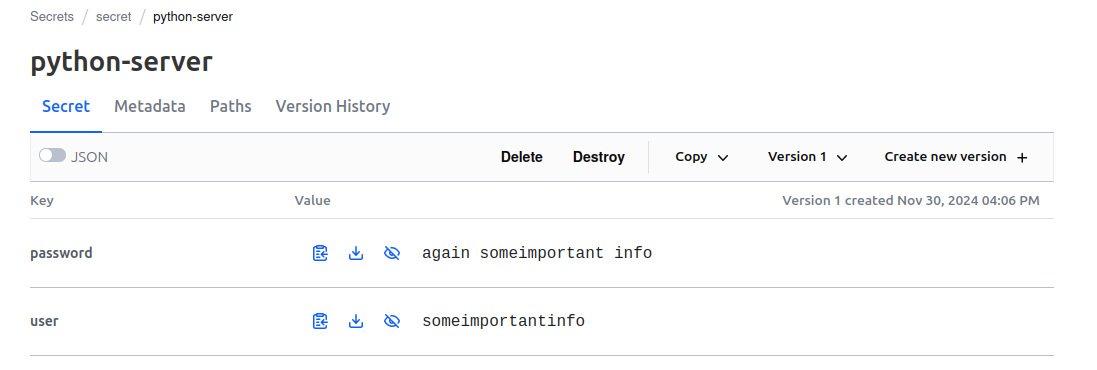 Secrets / secret / python-server
python-server
Secret Metadata Paths Version History
JSON Delete Destroy Copy Version 1 Create new version +
Key Value Version 1 created Nov 30, 2024 04:06 PM
password again someimportant info
user someimportantinfo